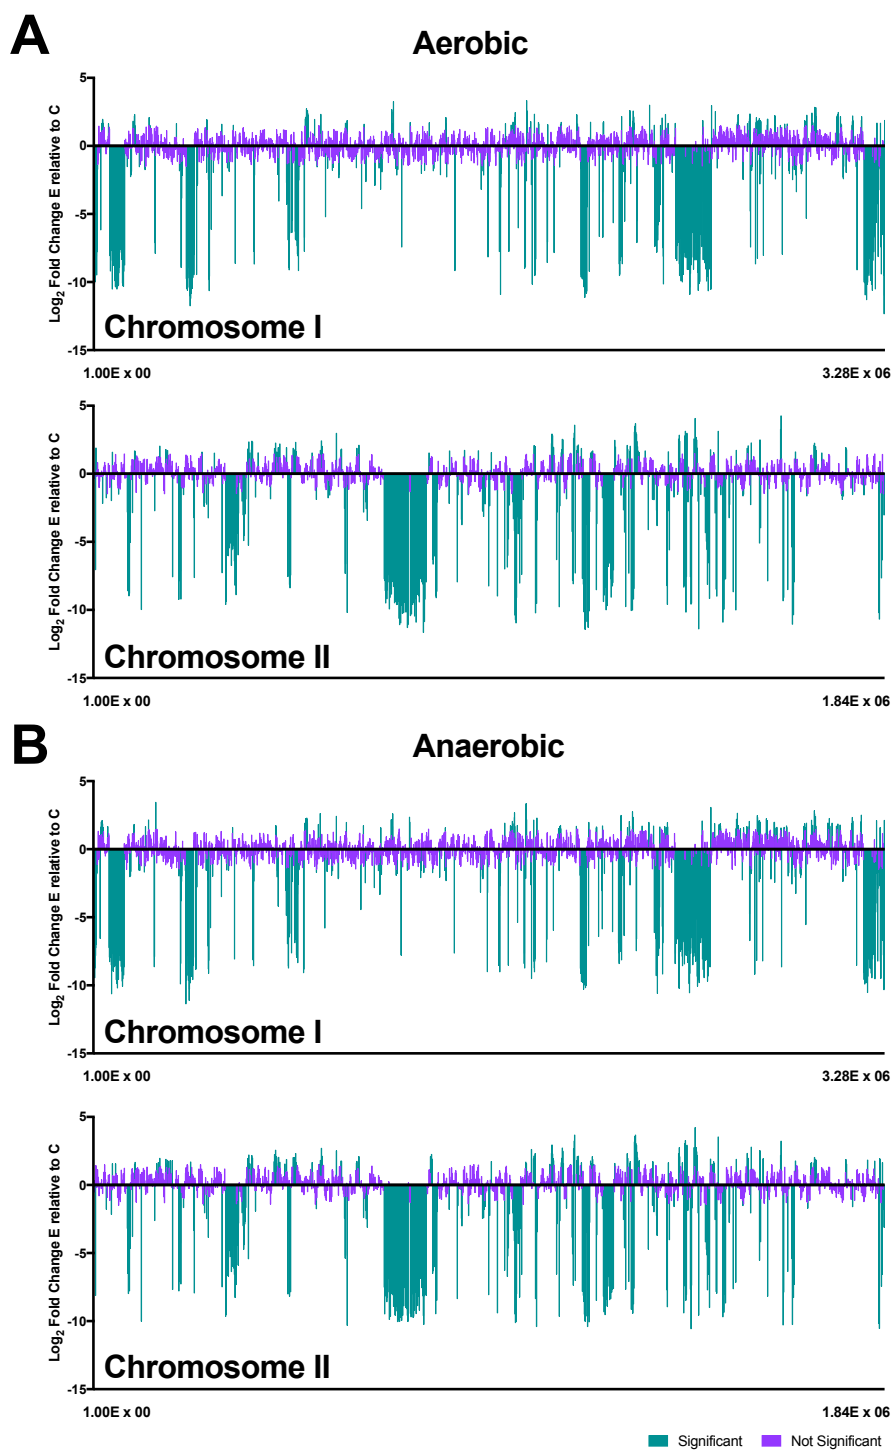 A
Aerobic
5
0
-5
-10
-15
Log2 Fold Change E relative to C
Chromosome I
1.00E x 00
3.28E x 06
5
0
-5
-10
-15
Log2 Fold Change E relative to C
Chromosome II
1.00E x 00
1.84E x 06
B
Anaerobic
5
0
-5
-10
-15
Log2 Fold Change E relative to C
Chromosome I
1.00E x 00
3.28E x 06
5
0
-5
-10
-15
Log2 Fold Change E relative to C
Chromosome II
1.00E x 00
1.84E x 06
Significant Not Significant